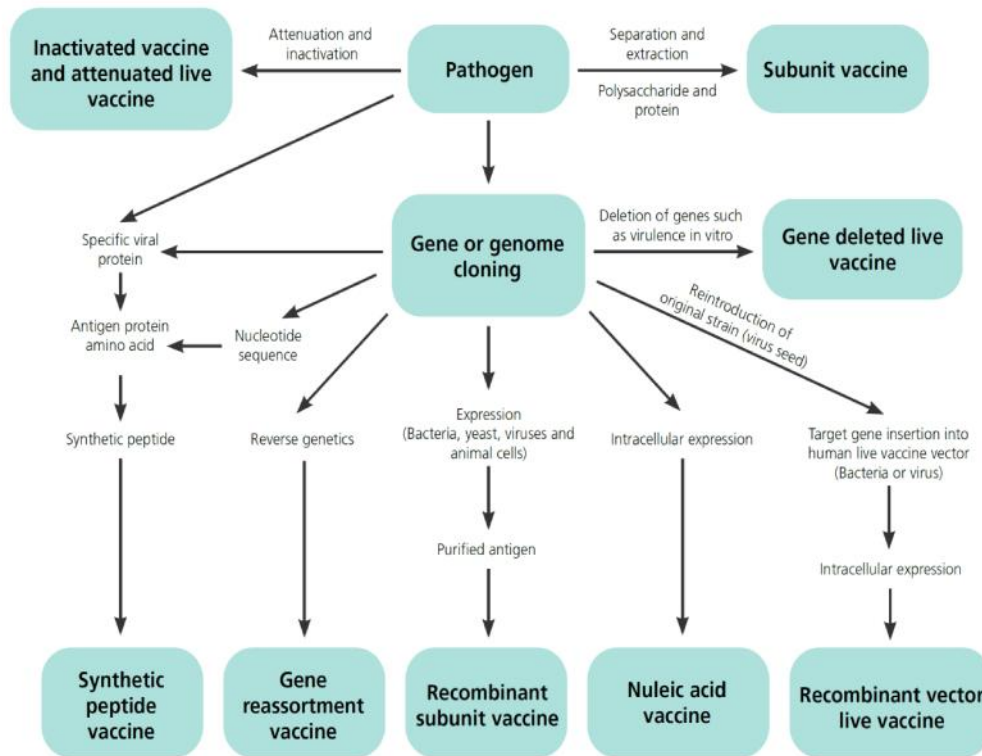 Inactivated vaccine
and attenuated live
vaccine
Attenuation and
inactivation
Pathogen
Separation and
extraction
Polysaccharide and
protein
Subunit vaccine
Specific viral
protein
Gene or genome
cloning
Deletion of genes such
as virulence in vitro
Gene deleted live
vaccine
Antigen protein
amino acid
Nucleotide
sequence
Reintroduction of
original strain (virus seed)
Synthetic peptide
Reverse genetics
Expression
(Bacteria, yeast, viruses and
animal cells)
Intracellular expression
Target gene insertion into
human live vaccine vector
(Bacteria or virus)
Purified antigen
Intracellular expression
Synthetic
peptide
vaccine
Gene
reassortment
vaccine
Recombinant
subunit vaccine
Nuleic acid
vaccine
Recombinant vector
live vaccine